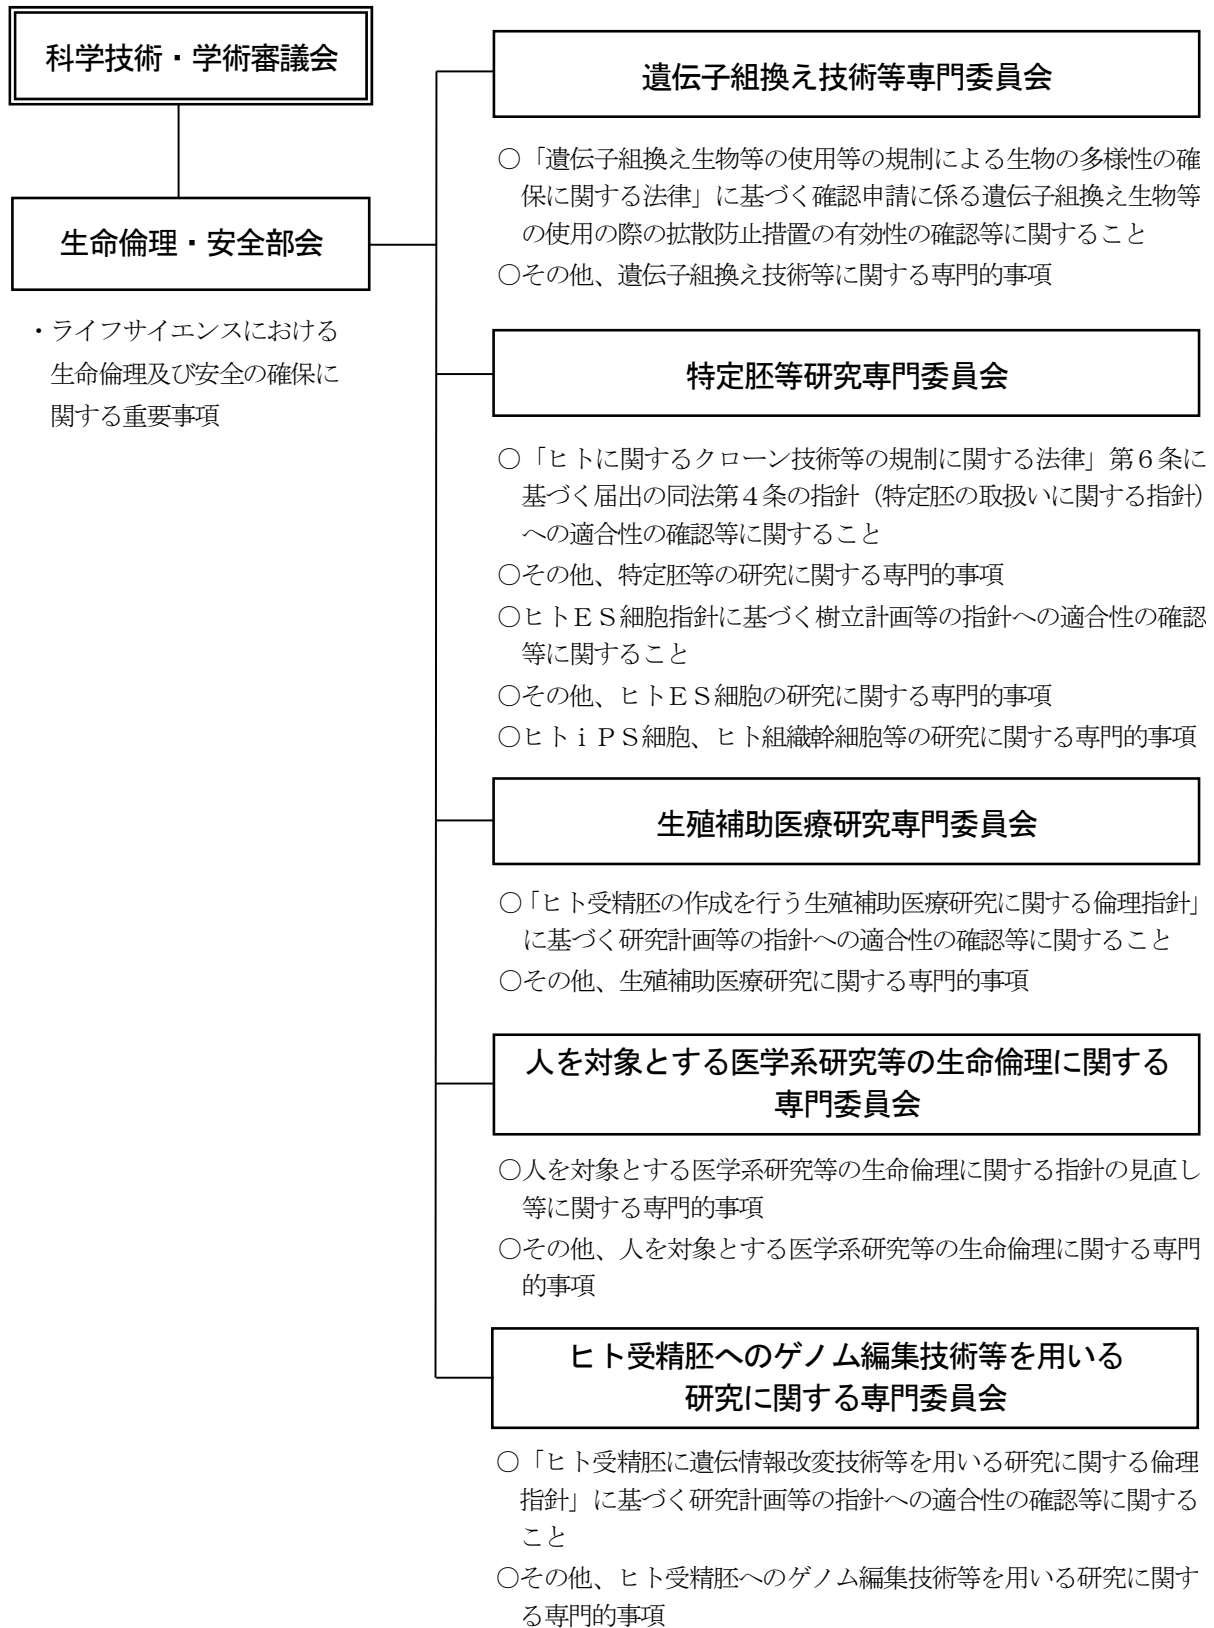 科学技術・学術審議会
生命倫理・安全部会
・ライフサイエンスにおける
生命倫理及び安全の確保に
関する重要事項
遺伝子組換え技術等専門委員会
○「遺伝子組換え生物等の使用等の規制による生物の多様性の確
保に関する法律」に基づく確認申請に係る遺伝子組換え生物等
の使用の際の拡散防止措置の有効性の確認等に関すること
○その他、遺伝子組換え技術等に関する専門的事項
特定胚等研究専門委員会
○「ヒトに関するクローン技術等の規制に関する法律」第６条に
基づく届出の同法第４条の指針（特定胚の取扱いに関する指針）
への適合性の確認等に関すること
○その他、特定胚等の研究に関する専門的事項
○ヒトＥＳ細胞指針に基づく樹立計画等の指針への適合性の確認
等に関すること
○その他、ヒトＥＳ細胞の研究に関する専門的事項
○ヒトｉＰＳ細胞、ヒト組織幹細胞等の研究に関する専門的事項
生殖補助医療研究専門委員会
○「ヒト受精胚の作成を行う生殖補助医療研究に関する倫理指針」
に基づく研究計画等の指針への適合性の確認等に関すること
○その他、生殖補助医療研究に関する専門的事項
人を対象とする医学系研究等の生命倫理に関する
専門委員会
○人を対象とする医学系研究等の生命倫理に関する指針の見直し
等に関する専門的事項
○その他、人を対象とする医学系研究等の生命倫理に関する専門
的事項
ヒト受精胚へのゲノム編集技術等を用いる
研究に関する専門委員会
○「ヒト受精胚に遺伝情報改変技術等を用いる研究に関する倫理
指針」に基づく研究計画等の指針への適合性の確認等に関する
こと
○その他、ヒト受精胚へのゲノム編集技術等を用いる研究に関す
る専門的事項